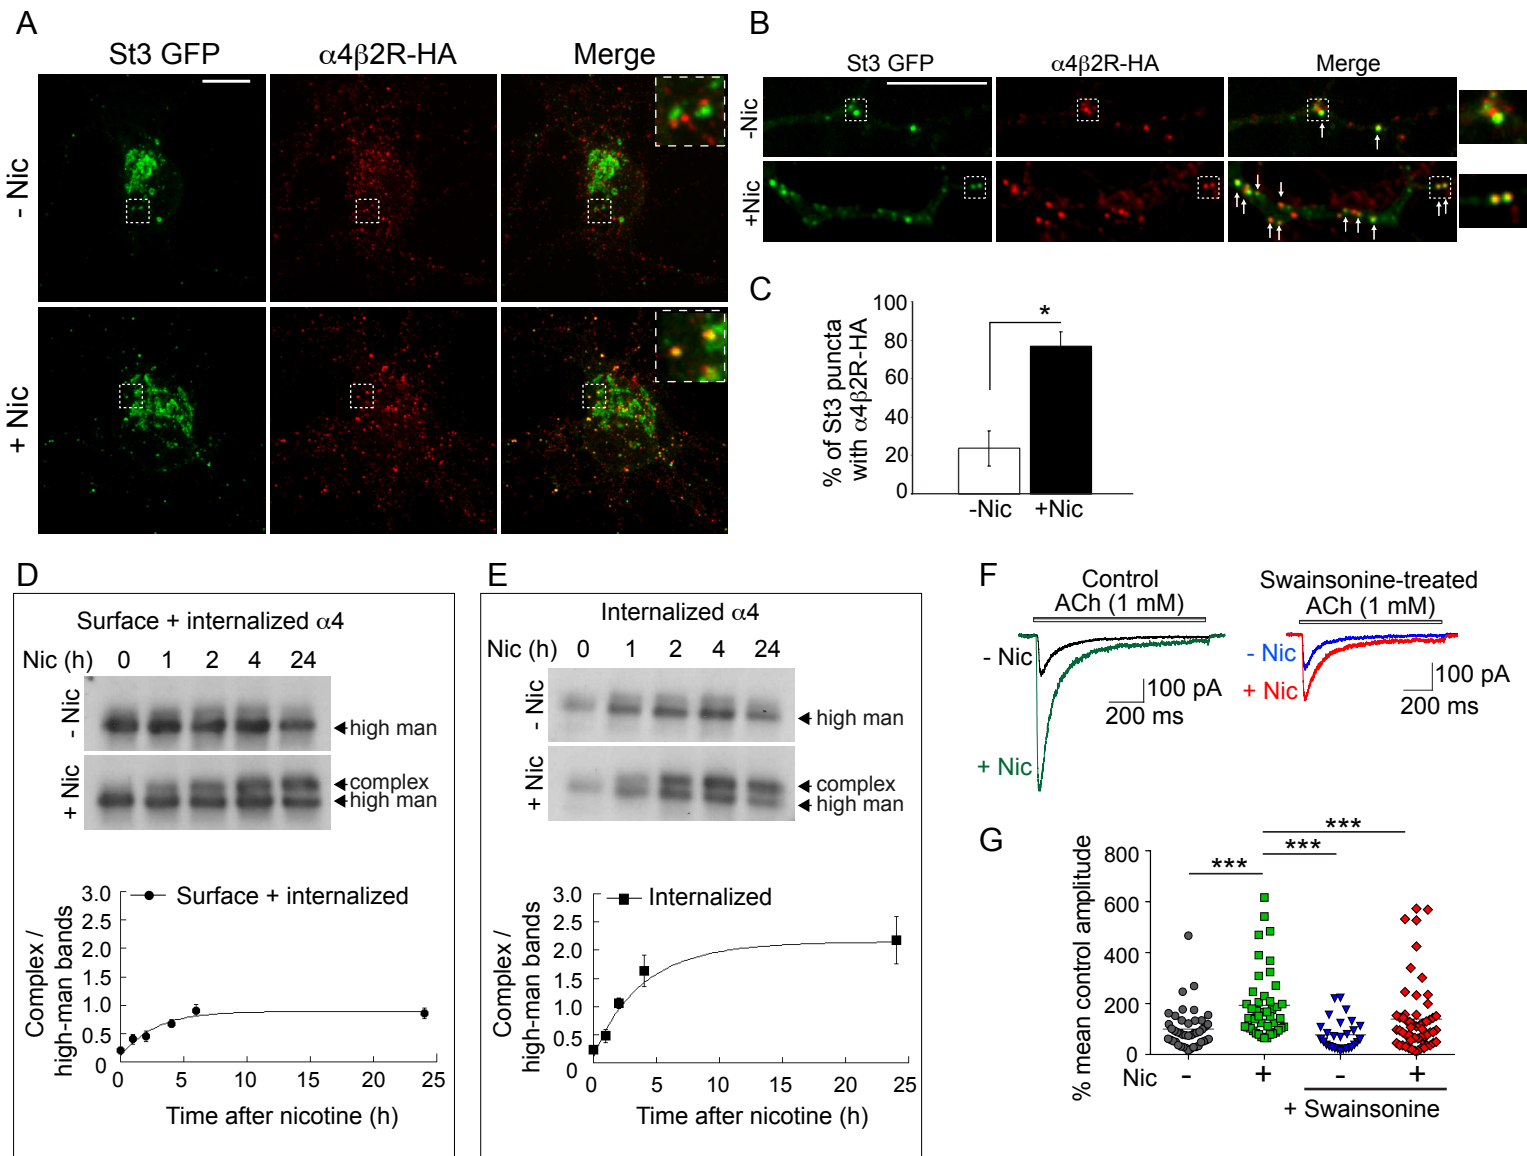 A
St3 GFP
α4β2R-HA
Merge
- Nic
+ Nic
B
St3 GFP
α4β2R-HA
Merge
-Nic
+Nic
C
% of St3 puncta
with α4β2R-HA
100
80
60
40
20
0
*
-Nic
+Nic
D
Surface + internalized α4
Nic (h) 0 1 2 4 24
- Nic
high man
+ Nic
complex
high man
Surface + internalized
Complex /
high-man bands
3.0
2.5
2.0
1.5
1.0
0.5
0
0 5 10 15 20 25
Time after nicotine (h)
E
Internalized α4
Nic (h) 0 1 2 4 24
- Nic
high man
+ Nic
complex
high man
Internalized
Complex /
high-man bands
3.0
2.5
2.0
1.5
1.0
0.5
0
0 5 10 15 20 25
Time after nicotine (h)
F
Control
ACh (1 mM)
- Nic
+ Nic
100 pA
200 ms
Swainsonine-treated
ACh (1 mM)
- Nic
+ Nic
100 pA
200 ms
G
% mean control amplitude
800
600
400
200
0
***
***
***
Nic - + - +
+ Swainsonine